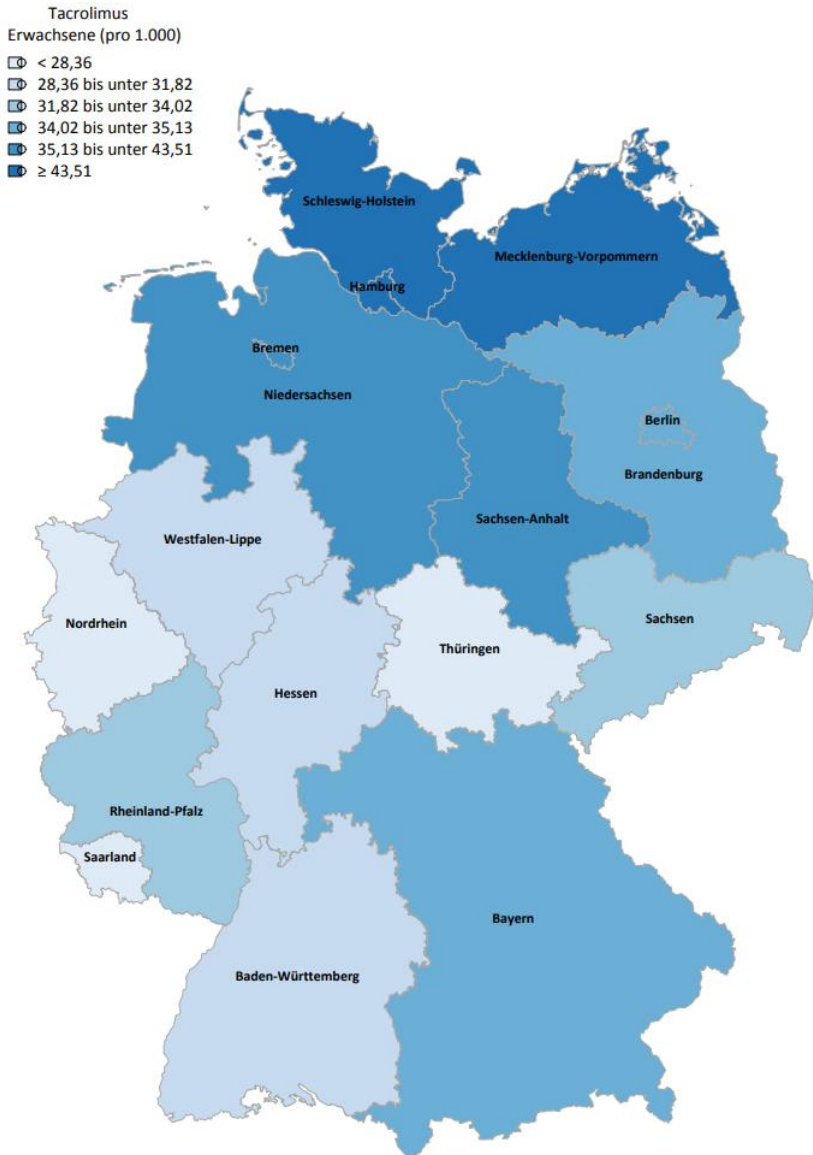 Tacrolimus
Erwachsene (pro 1.000)
< 28,36
28,36 bis unter 31,82
31,82 bis unter 34,02
34,02 bis unter 35,13
35,13 bis unter 43,51
≥ 43,51
Schleswig-Holstein
Mecklenburg-Vorpommern
Hamburg
Bremen
Niedersachsen
Berlin
Brandenburg
Sachsen-Anhalt
Westfalen-Lippe
Nordrhein
Sachsen
Thüringen
Hessen
Rheinland-Pfalz
Saarland
Bayern
Baden-Württemberg